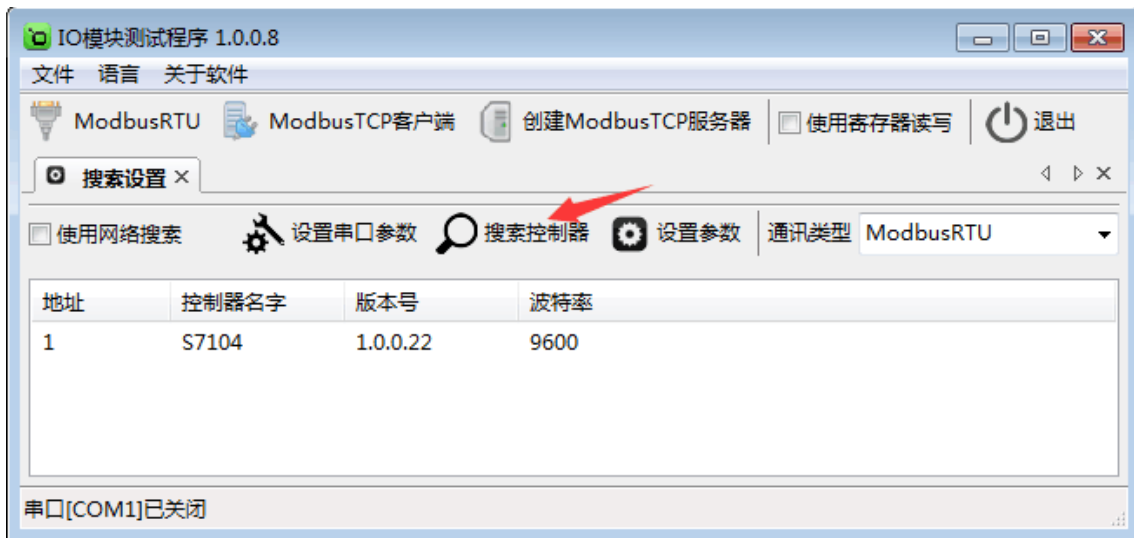 IO模块测试程序 1.0.0.8
文件 语言 关于软件
ModbusRTU ModbusTCP客户端 创建ModbusTCP服务器 使用寄存器读写 退出
搜索设置
使用网络搜索 设置串口参数 搜索控制器 设置参数 通讯类型 ModbusRTU
地址 控制器名字 版本号 波特率
1 S7104 1.0.0.22 9600
串口[COM1]已关闭